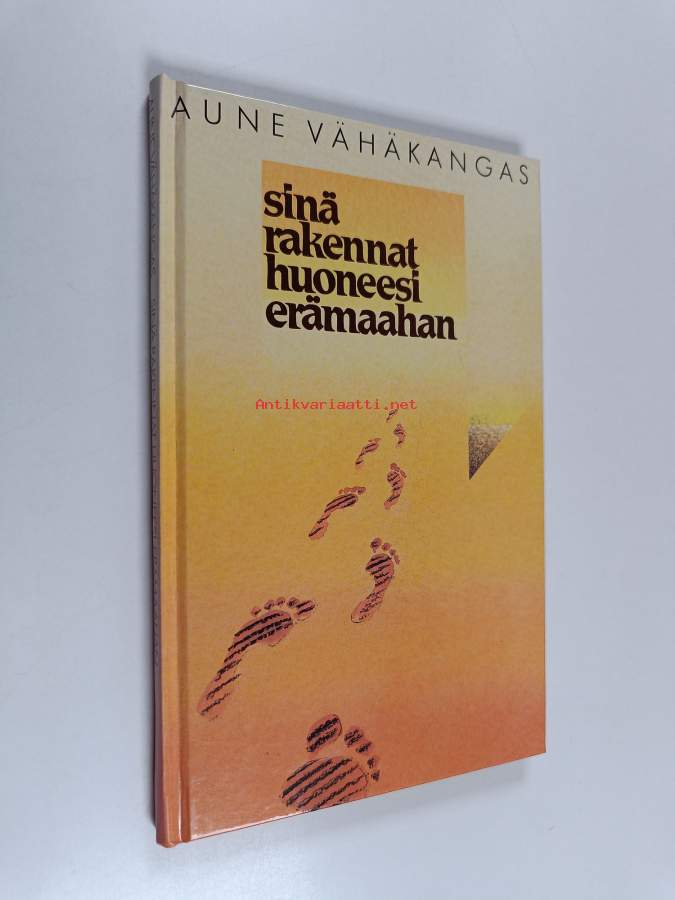 AUNE VÄHÄKANGAS
sinä
rakennat
huoneesi
erämaahan
Antikvariaatti.net